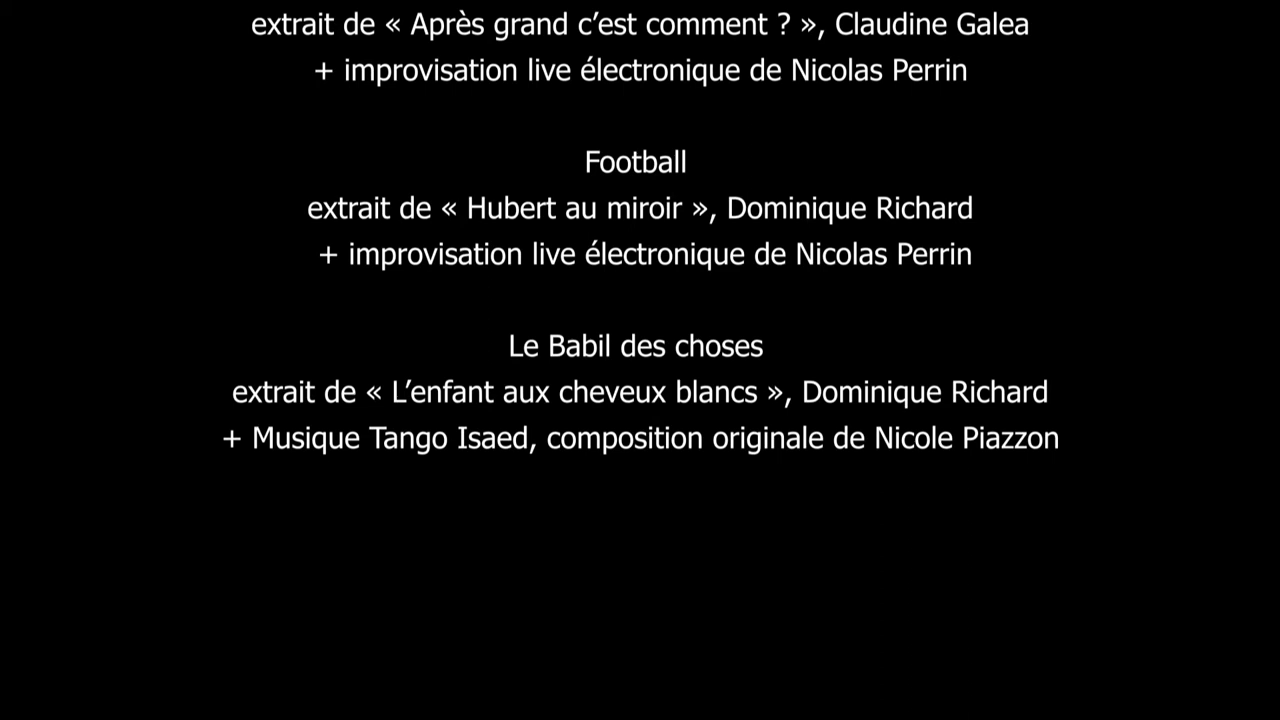 extrait de « Après grand c’est comment ? », Claudine Galea
+ improvisation live électronique de Nicolas Perrin
Football
extrait de « Hubert au miroir », Dominique Richard
+ improvisation live électronique de Nicolas Perrin
Le Babil des choses
extrait de « L’enfant aux cheveux blancs », Dominique Richard
+ Musique Tango Isaed, composition originale de Nicole Piazzon